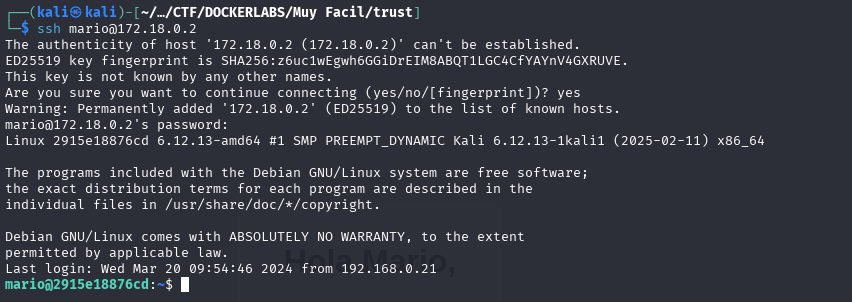 ┌──(kali㉿kali)-[~/…/CTF/DOCKERLABS/Muy Facil/trust]
└─$ ssh mario@172.18.0.2
The authenticity of host '172.18.0.2 (172.18.0.2)' can't be established.
ED25519 key fingerprint is SHA256:z6uc1wEgwh6GGiDrEIM8ABQT1LGC4CfYAYnV4GXRUVE.
This key is not known by any other names.
Are you sure you want to continue connecting (yes/no/[fingerprint])? yes
Warning: Permanently added '172.18.0.2' (ED25519) to the list of known hosts.
mario@172.18.0.2's password:
Linux 2915e18876cd 6.12.13-amd64 #1 SMP PREEMPT_DYNAMIC Kali 6.12.13-1kali1 (2025-02-11) x86_64
The programs included with the Debian GNU/Linux system are free software;
the exact distribution terms for each program are described in the
individual files in /usr/share/doc/*/copyright.
Debian GNU/Linux comes with ABSOLUTELY NO WARRANTY, to the extent
permitted by applicable law.
Hola Mario,
Last login: Wed Mar 20 09:54:46 2024 from 192.168.0.21
mario@2915e18876cd:~$